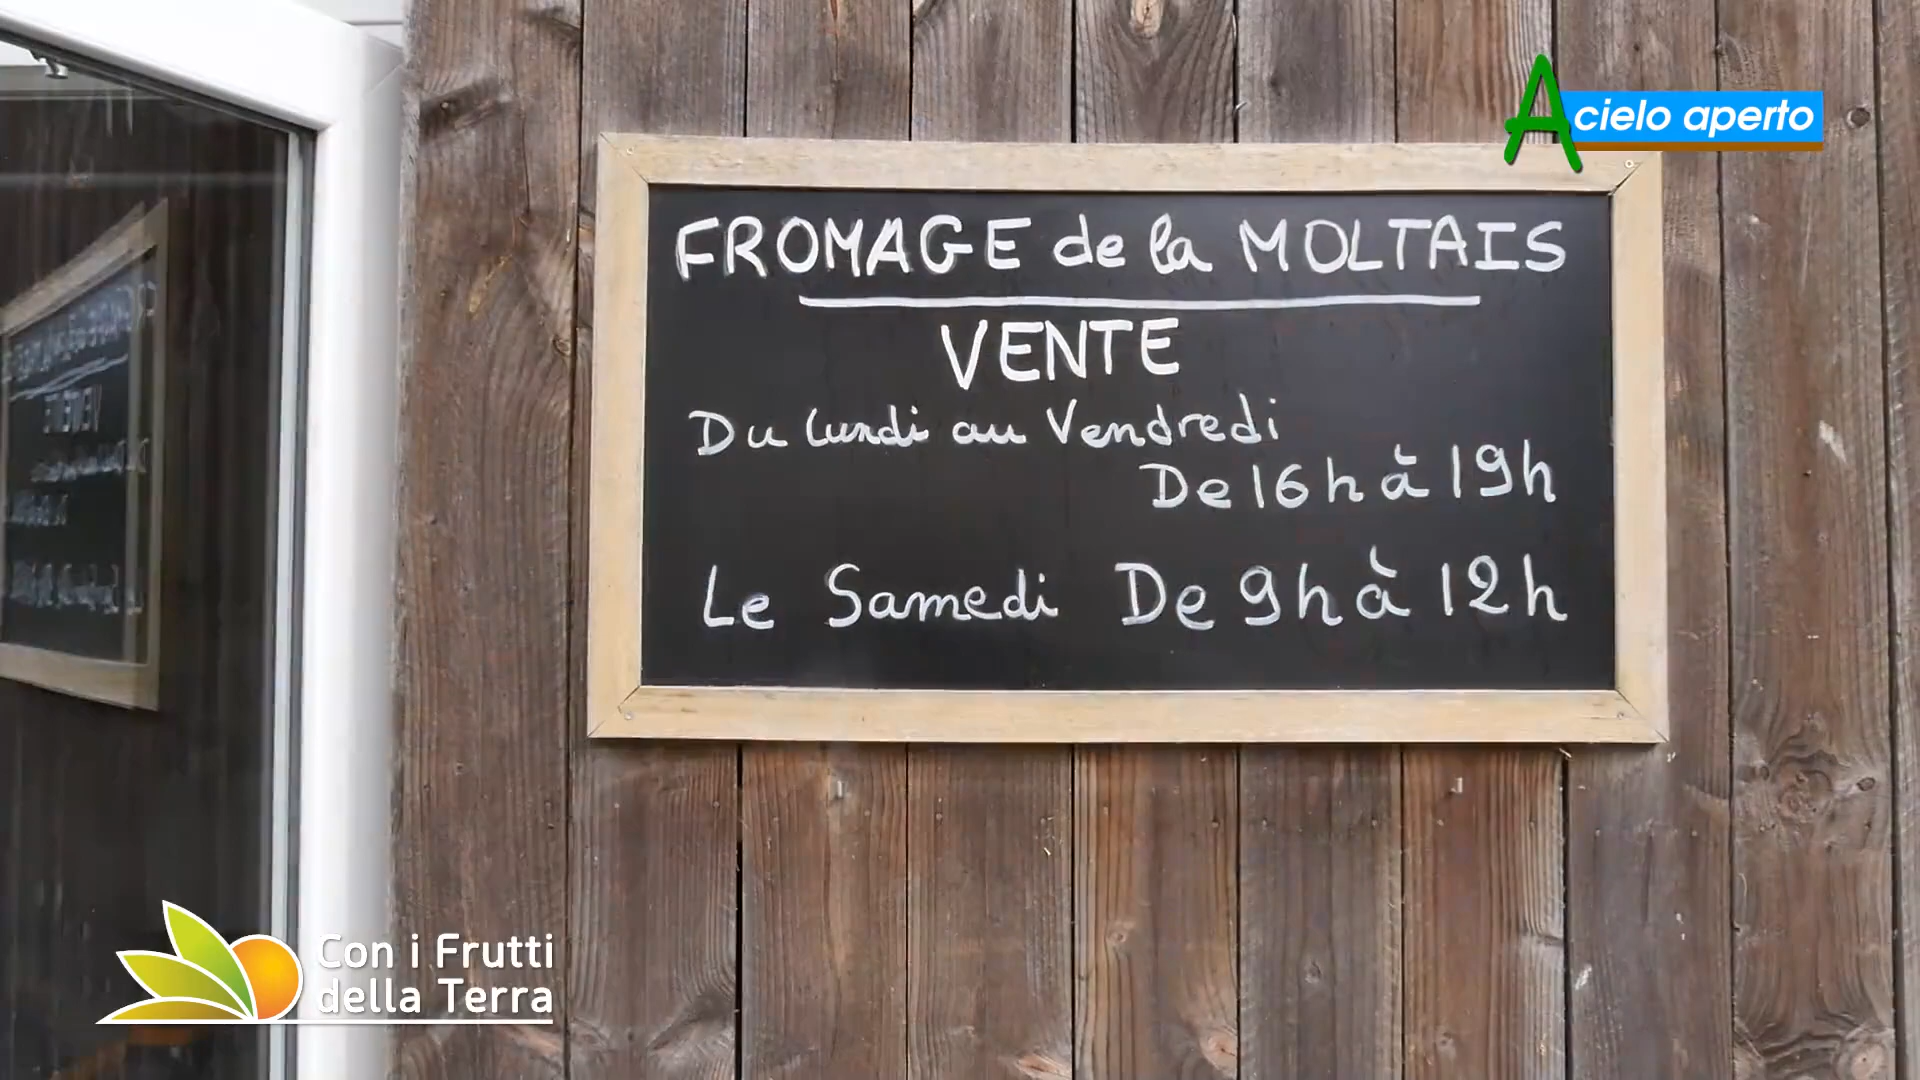 A cielo aperto
FROMAGE de la MOLTAIS
VENTE
Du lundi au Vendredi
De 16h à 19h
Le Samedi De 9h à 12h
Con i Frutti
della Terra